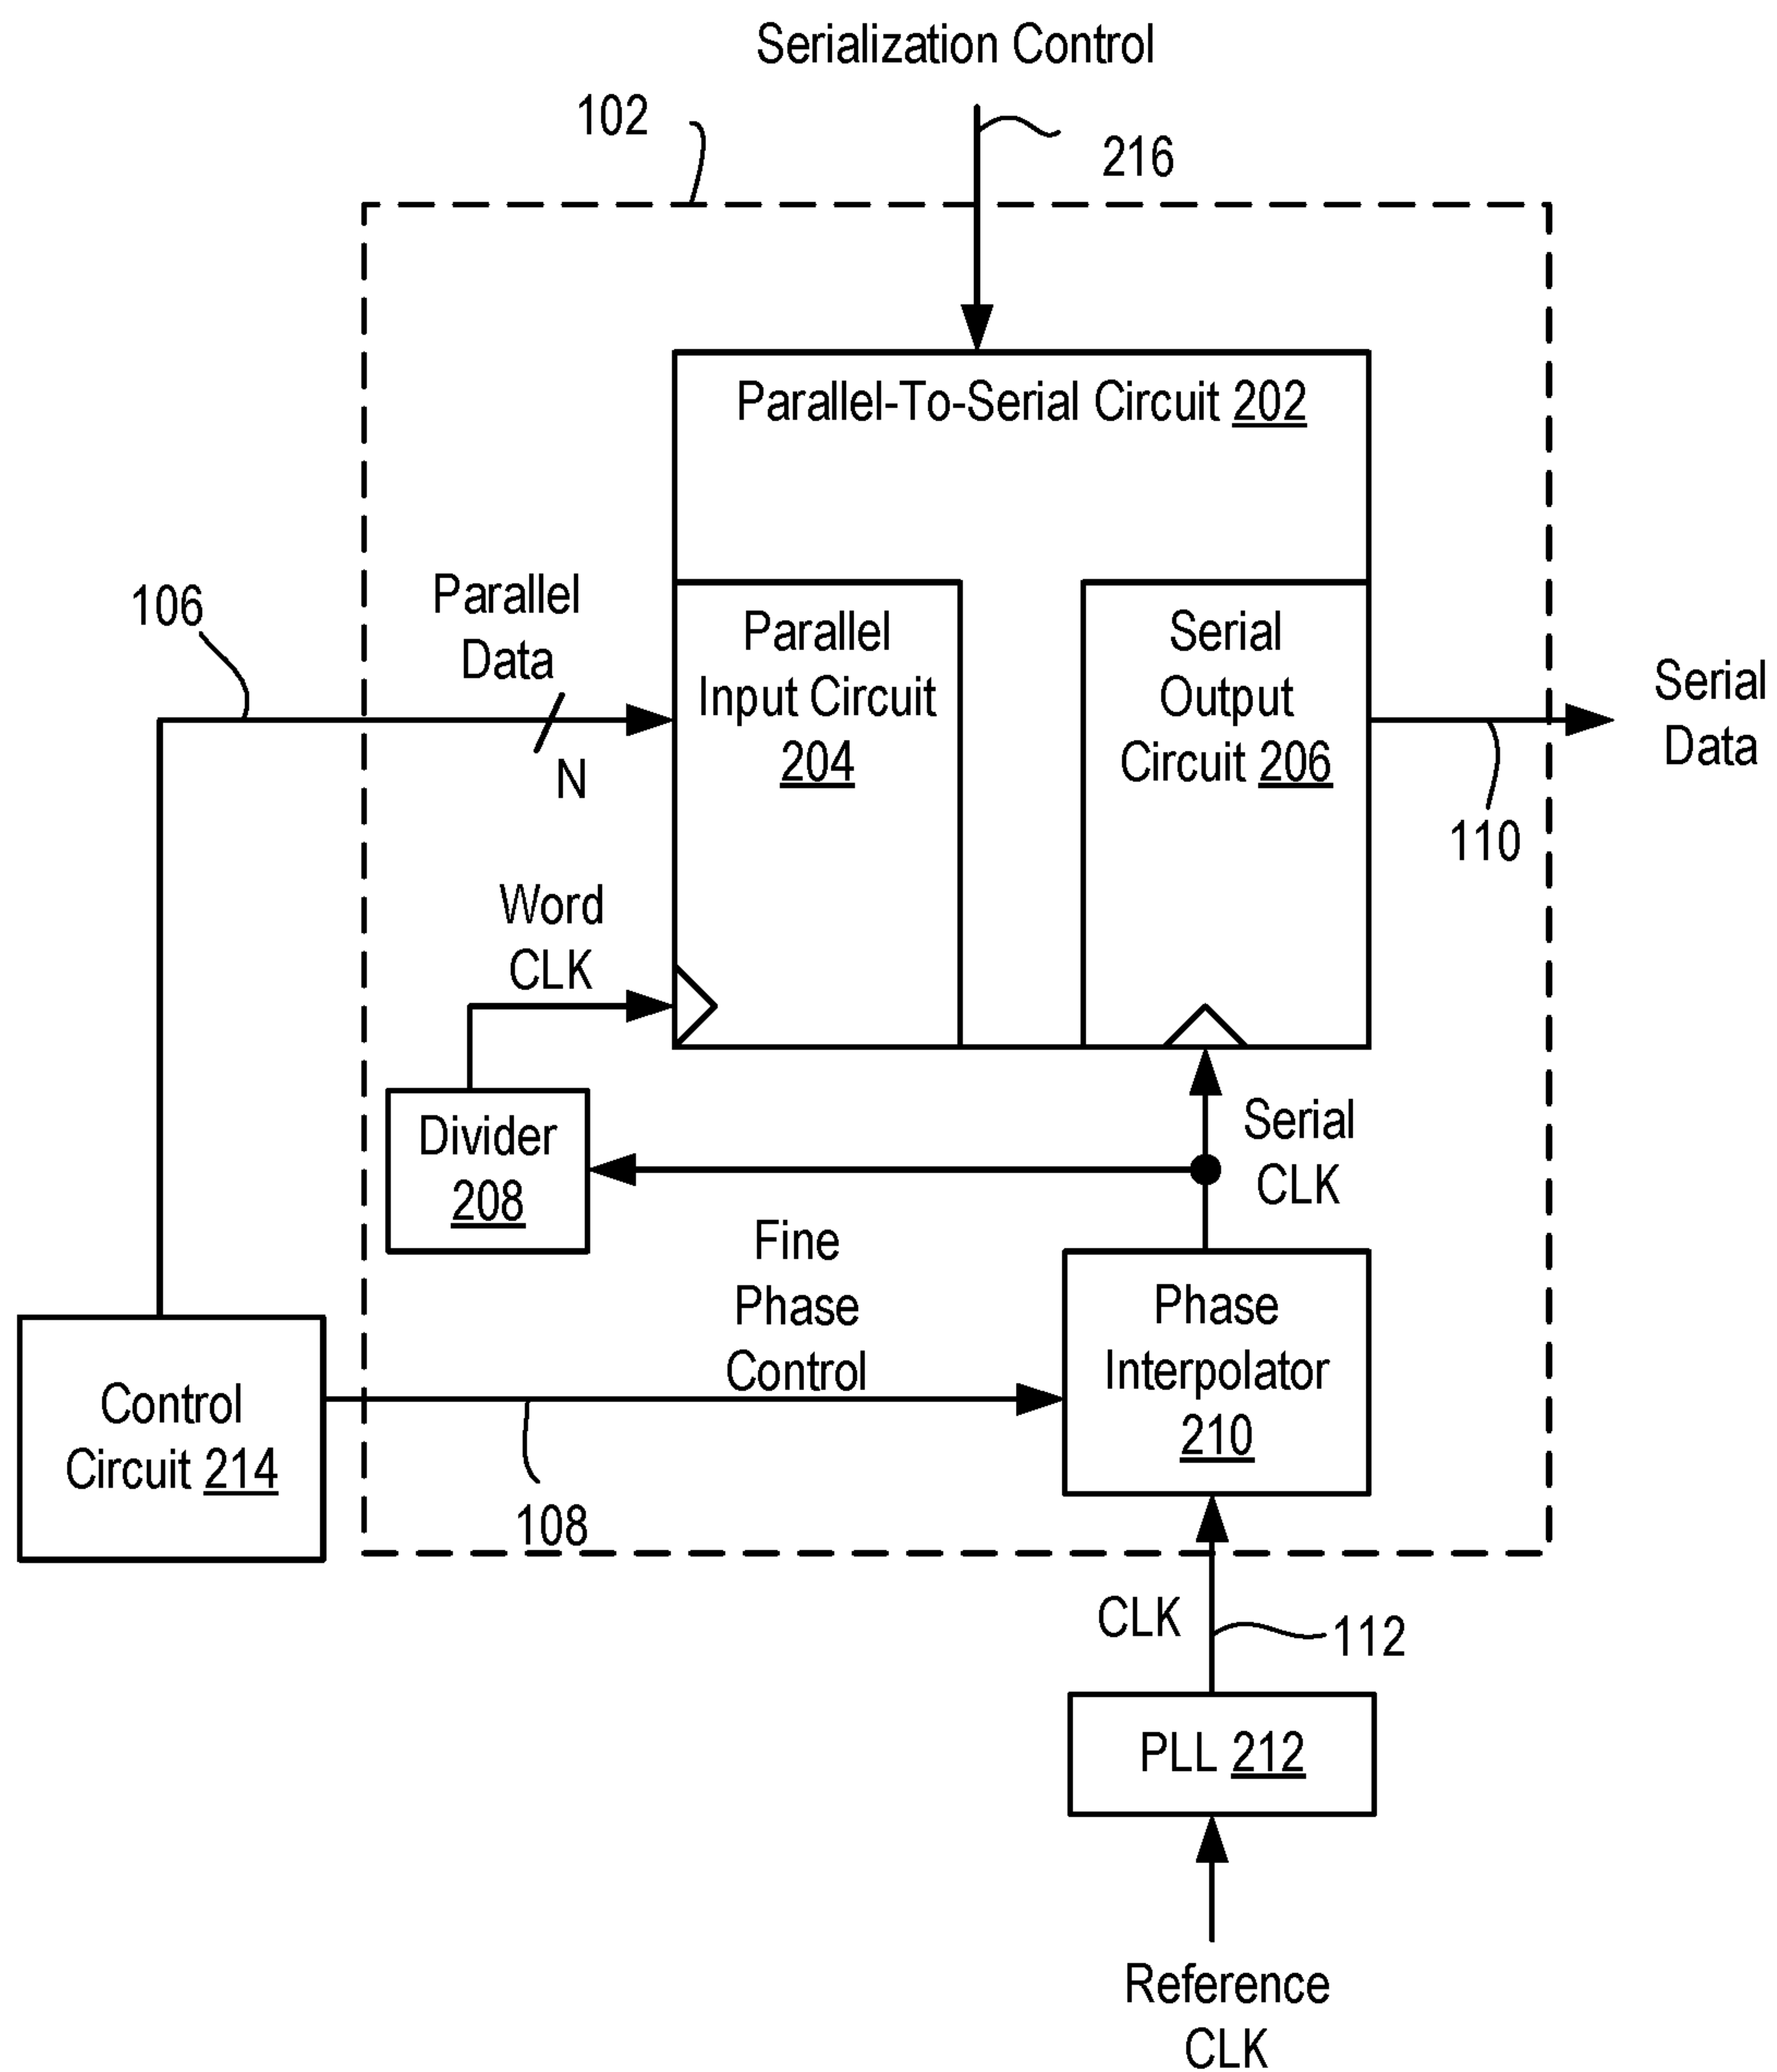 Serialization Control
102
216
Parallel-To-Serial Circuit 202
106
Parallel
Data
N
Parallel
Input Circuit
204
Serial
Output
Circuit 206
Serial
Data
110
Word
CLK
Divider
208
Serial
CLK
Fine
Phase
Control
Phase
Interpolator
210
Control
Circuit 214
108
CLK
112
PLL 212
Reference
CLK